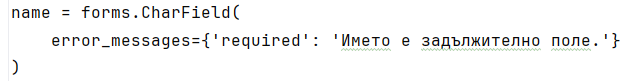 name = forms.CharField(
    error_messages={'required': 'Името е задължително поле.'}
)